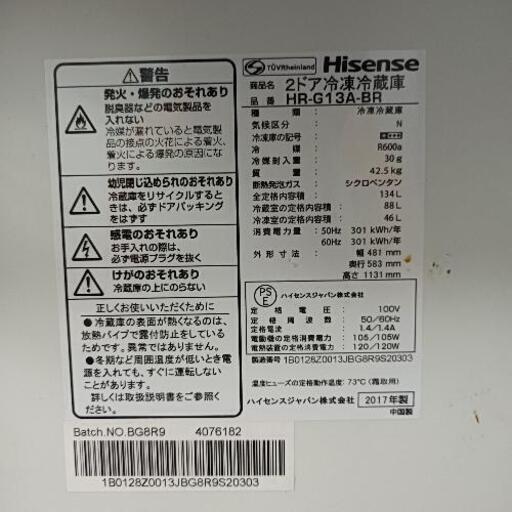 ⚠警告
発火・爆発のおそれあり
脱臭器などの電気製品を
入れない
冷媒が漏れていると電気製
品の接点の火花による発火、
着火による爆発の原因にな
ります。
幼児閉じ込められのおそれあり
冷蔵庫をリサイクルするとき
は、必ずドアパッキング
をはずす
感電のおそれあり
お手入れの際は、
必ず電源プラグを抜く
けがのおそれあり
冷蔵庫の上にのらない
正しくお使いいただくために
●冷蔵庫の表面が熱くなるのは、
放熱パイプで露付防止をしてい
るためです。
●冬期など周囲温度が低いとき電
源を入れても、すぐに運転しない
ことがあります。
詳しくは取扱説明書をご参照ください
TÜVRheinland
Hisense
商品名 2ドア冷凍冷蔵庫
品番 HR-G13A-BR
種類: 冷凍冷蔵庫
気候区分: N
冷凍庫の記号:
冷媒: R600a
冷媒封入量: 30g
質量: 42.5kg
断熱発泡ガス: シクロペンタン
全定格内容積: 134L
冷蔵室の定格内容積: 88L
冷凍室の定格内容積: 46L
消費電力量: 50Hz 301 kWh/年
60Hz 301 kWh/年
外形寸法: 幅 481 mm
奥行 583 mm
高さ 1131 mm
PS
E
ハイセンスジャパン株式会社
定格電圧: 100V
定格周波数: 50/60Hz
定格電流: 1.4/1.4A
電動機の定格消費電力: 105/105W
電熱装置の定格消費電力: 120/120W
製造番号 1B0128Z0013JBG8R9S20303
温度ヒューズの定格動作温度: 73℃ (霜取用)
ハイセンスジャパン株式会社
2017年製
中国製
Batch.NO.BG8R9 4076182
1B0128Z0013JBG8R9S20303